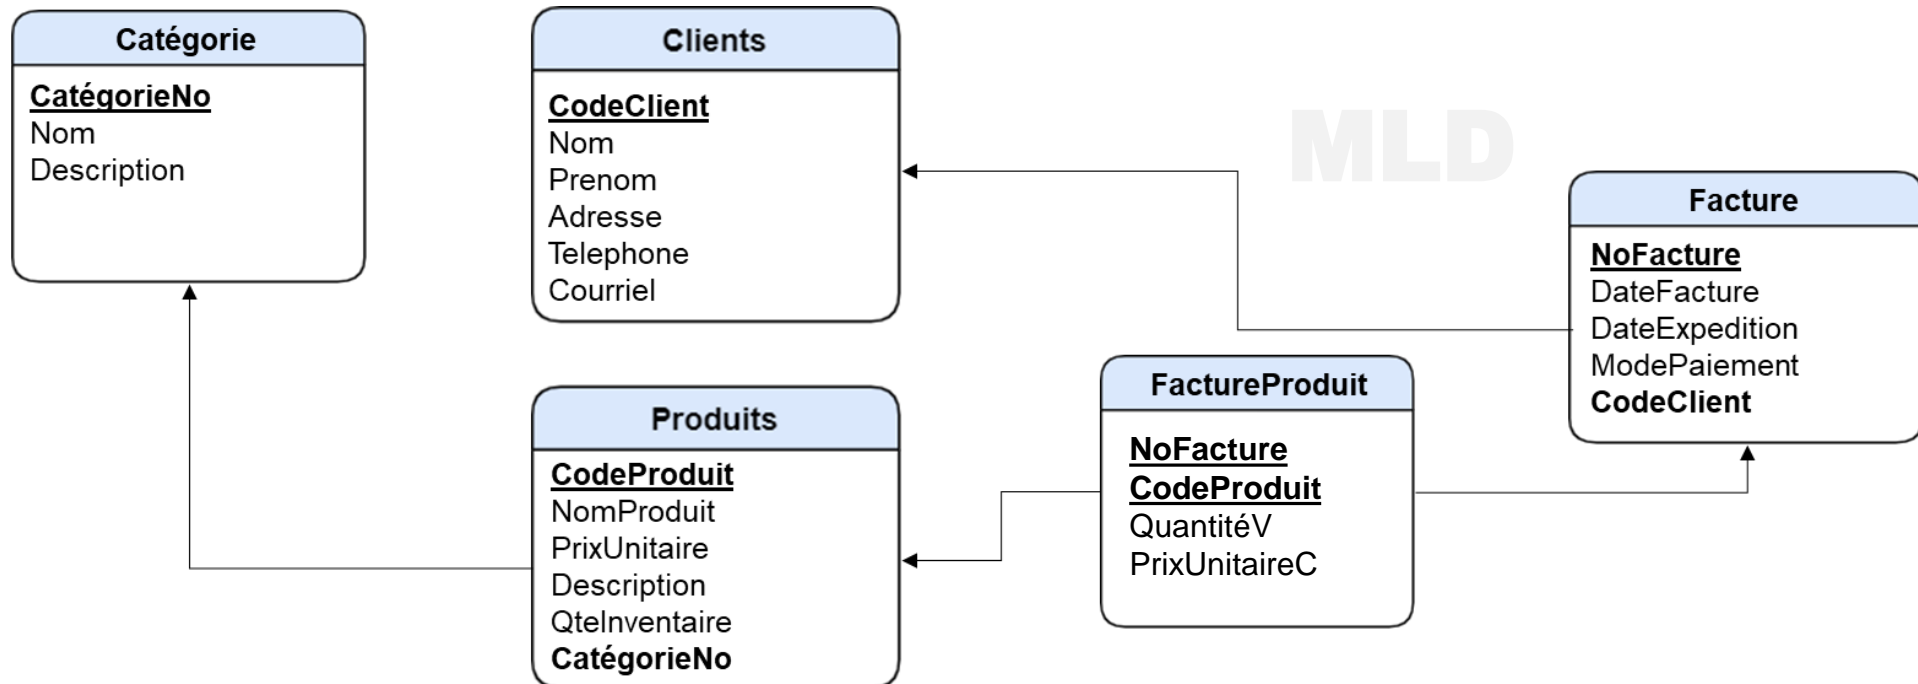 Catégorie
CatégorieNo
Nom
Description
Clients
CodeClient
Nom
Prenom
Adresse
Telephone
Courriel
MLD
Facture
NoFacture
DateFacture
DateExpedition
ModePaiement
CodeClient
Produits
CodeProduit
NomProduit
PrixUnitaire
Description
QteInventaire
CatégorieNo
FactureProduit
NoFacture
CodeProduit
QuantitéV
PrixUnitaireC